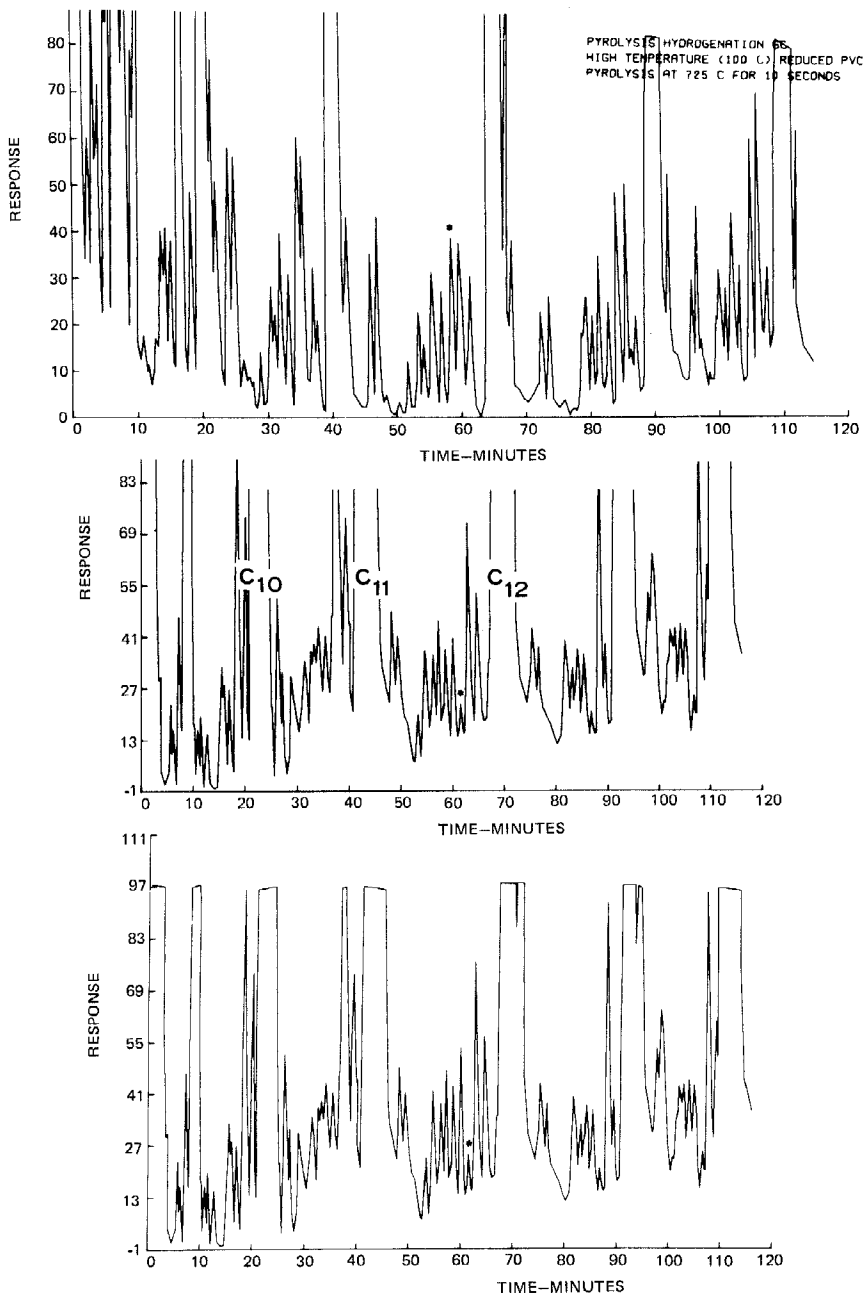 PYROLYSIS HYDROGENATION GC
HIGH TEMPERATURE (100 C) REDUCED PVC
PYROLYSIS AT 725 C FOR 10 SECONDS
80
70
60
50
40
30
20
10
0
RESPONSE
*
0 10 20 30 40 50 60 70 80 90 100 110 120
TIME–MINUTES
83
69
55
41
27
13
-1
RESPONSE
C10 C11 C12
*
0 10 20 30 40 50 60 70 80 90 100 110 120
TIME–MINUTES
111
97
83
69
55
41
27
13
-1
RESPONSE
*
0 10 20 30 40 50 60 70 80 90 100 110 120
TIME–MINUTES